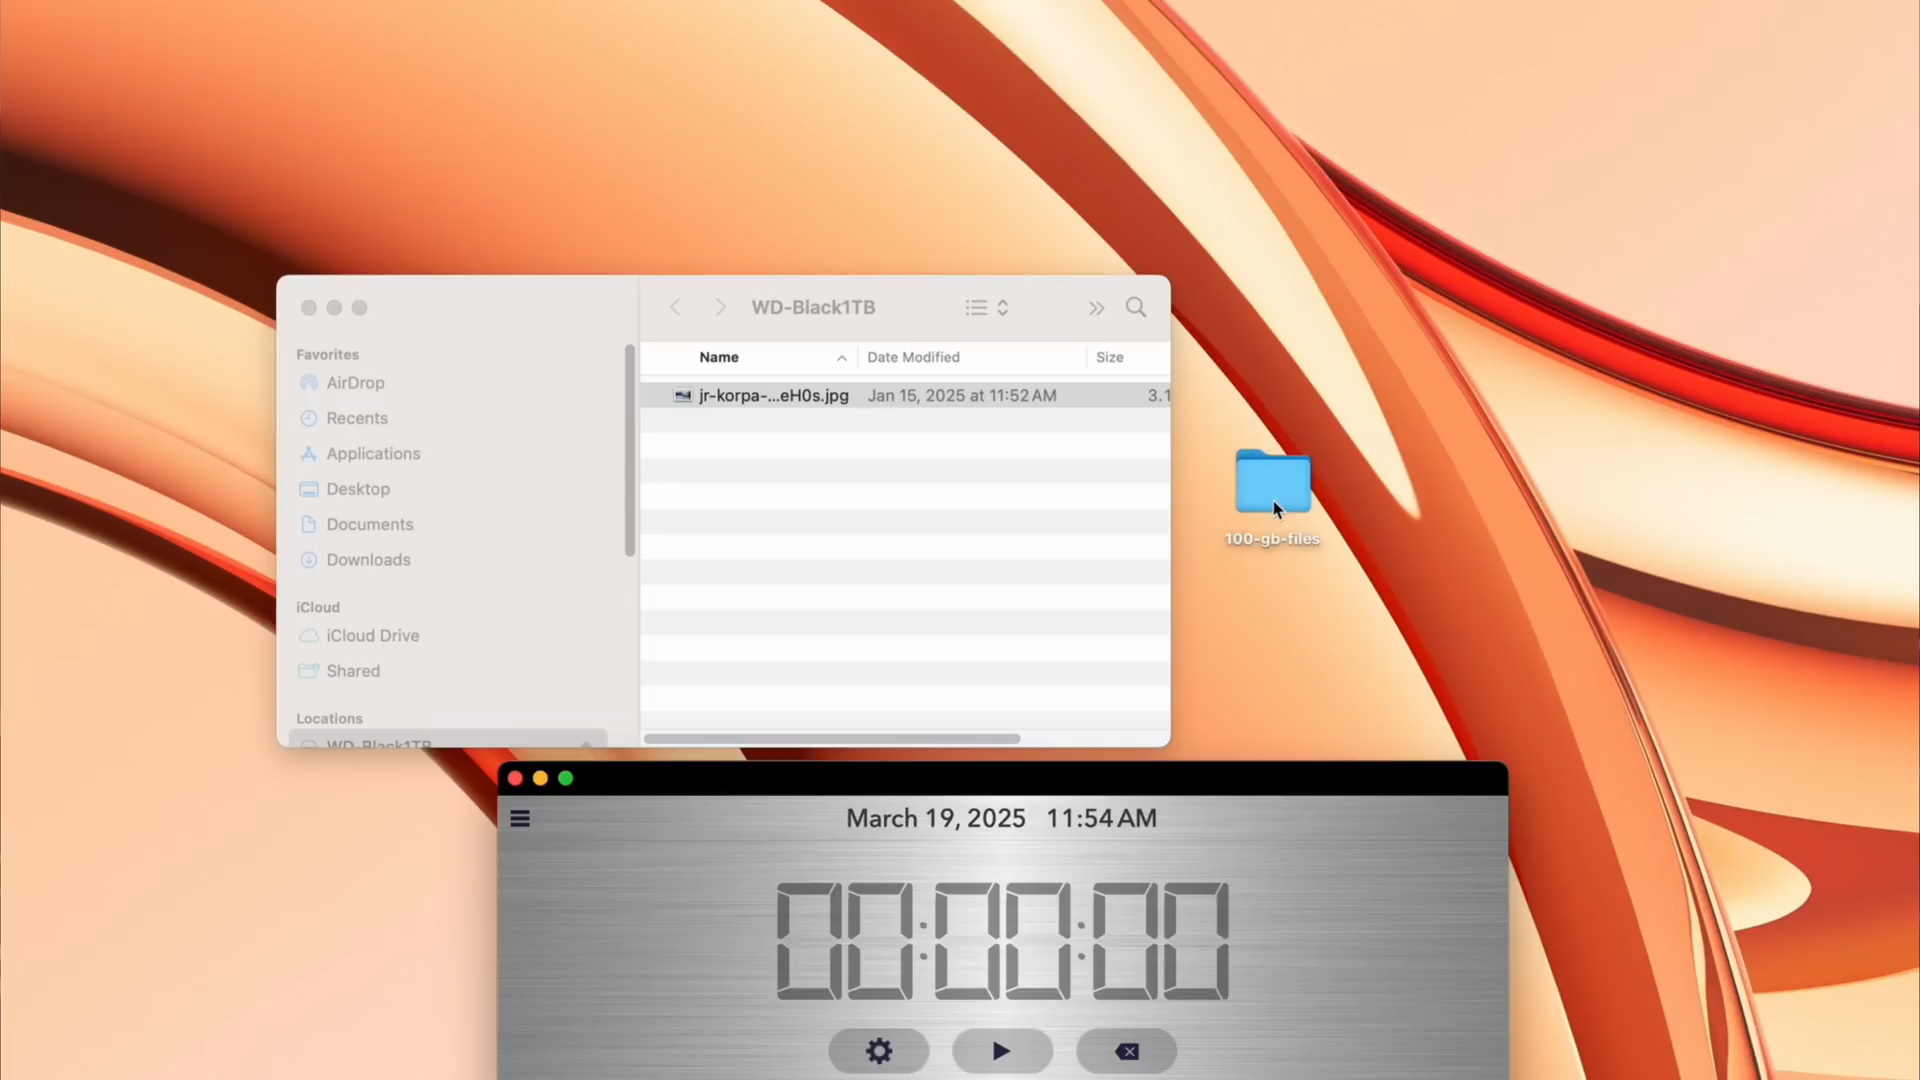 WD-Black1TB
Name
Date Modified
Size
jr-korpa-...eH0s.jpg
Jan 15, 2025 at 11:52 AM
3.1
Favorites
AirDrop
Recents
Applications
Desktop
Documents
Downloads
iCloud
iCloud Drive
Shared
Locations
WD-Black1TB
100-gb-files
March 19, 2025 11:54 AM
00:00:00